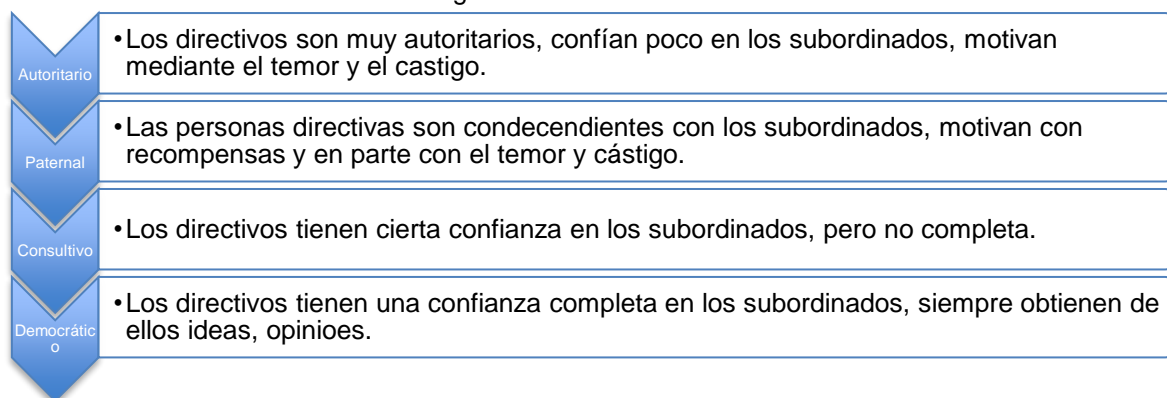 Autoritario
•Los directivos son muy autoritarios, confían poco en los subordinados, motivan
mediante el temor y el castigo.
Paternal
•Las personas directivas son condecendientes con los subordinados, motivan con
recompensas y en parte con el temor y cástigo.
Consultivo
•Los directivos tienen cierta confianza en los subordinados, pero no completa.
Democrátic
o
•Los directivos tienen una confianza completa en los subordinados, siempre obtienen de
ellos ideas, opinioes.